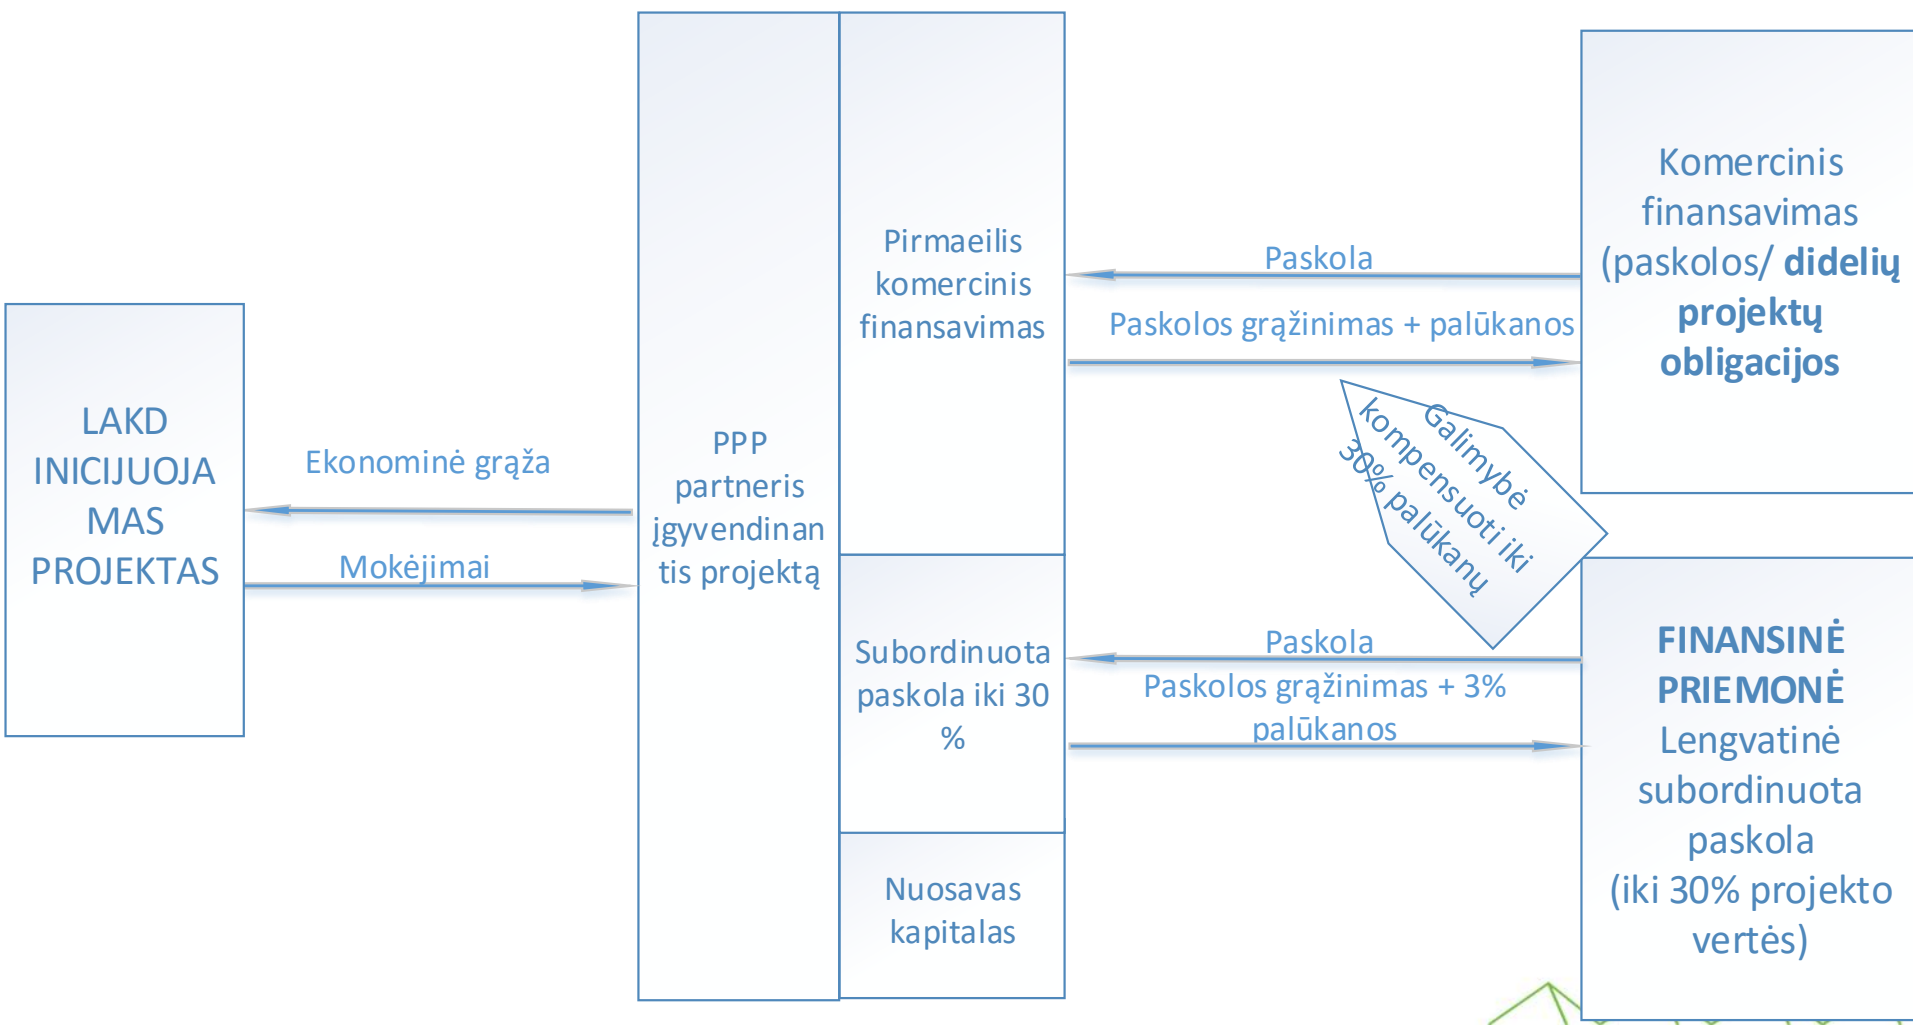 LAKD
INICIJUOJA
MAS
PROJEKTAS
Ekonominė grąža
Mokėjimai
PPP
partneris
įgyvendinan
tis projektą
Pirmaeilis
komercinis
finansavimas
Subordinuota
paskola iki 30
%
Nuosavas
kapitalas
Paskola
Paskolos grąžinimas + palūkanos
Galimybė
kompensuoti iki
30% palūkanų
Paskola
Paskolos grąžinimas + 3%
palūkanos
Komercinis
finansavimas
(paskolos/ didelių
projektų
obligacijos
FINANSINĖ
PRIEMONĖ
Lengvatinė
subordinuota
paskola
(iki 30% projekto
vertės)